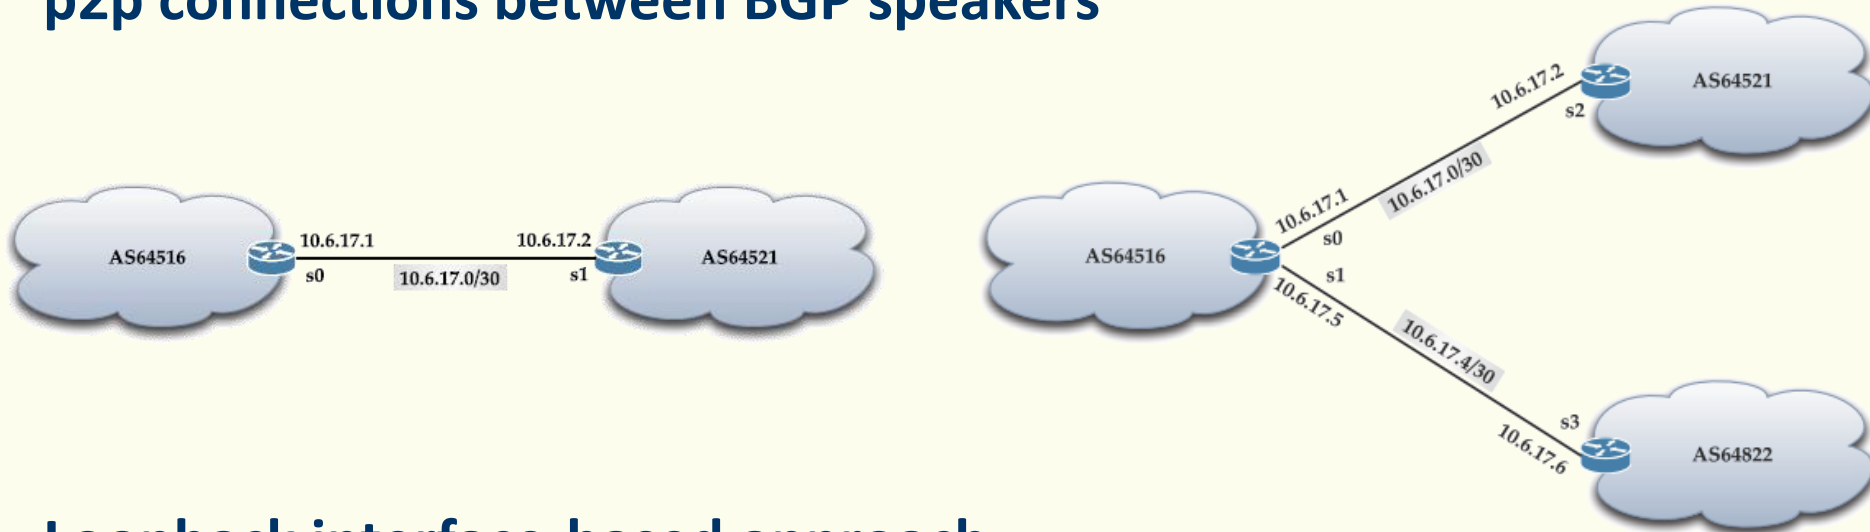 p2p connections between BGP speakers
AS64516
10.6.17.1
s0
10.6.17.0/30
10.6.17.2
s1
AS64521
AS64516
10.6.17.1
s0
10.6.17.0/30
10.6.17.2
s2
AS64521
s1
10.6.17.5
10.6.17.4/30
s3
10.6.17.6
AS64822
Loopback interface-based approach